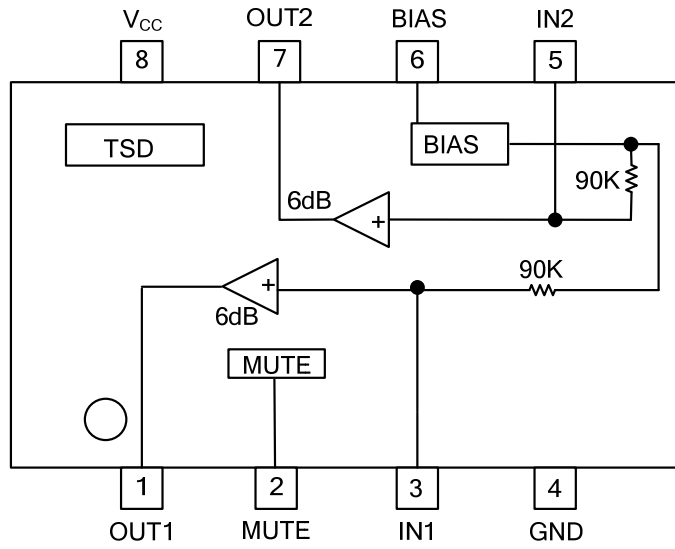 VCC OUT2 BIAS IN2
8 7 6 5
TSD
BIAS
90K
6dB
+
90K
+
6dB
MUTE
1 2 3 4
OUT1 MUTE IN1 GND